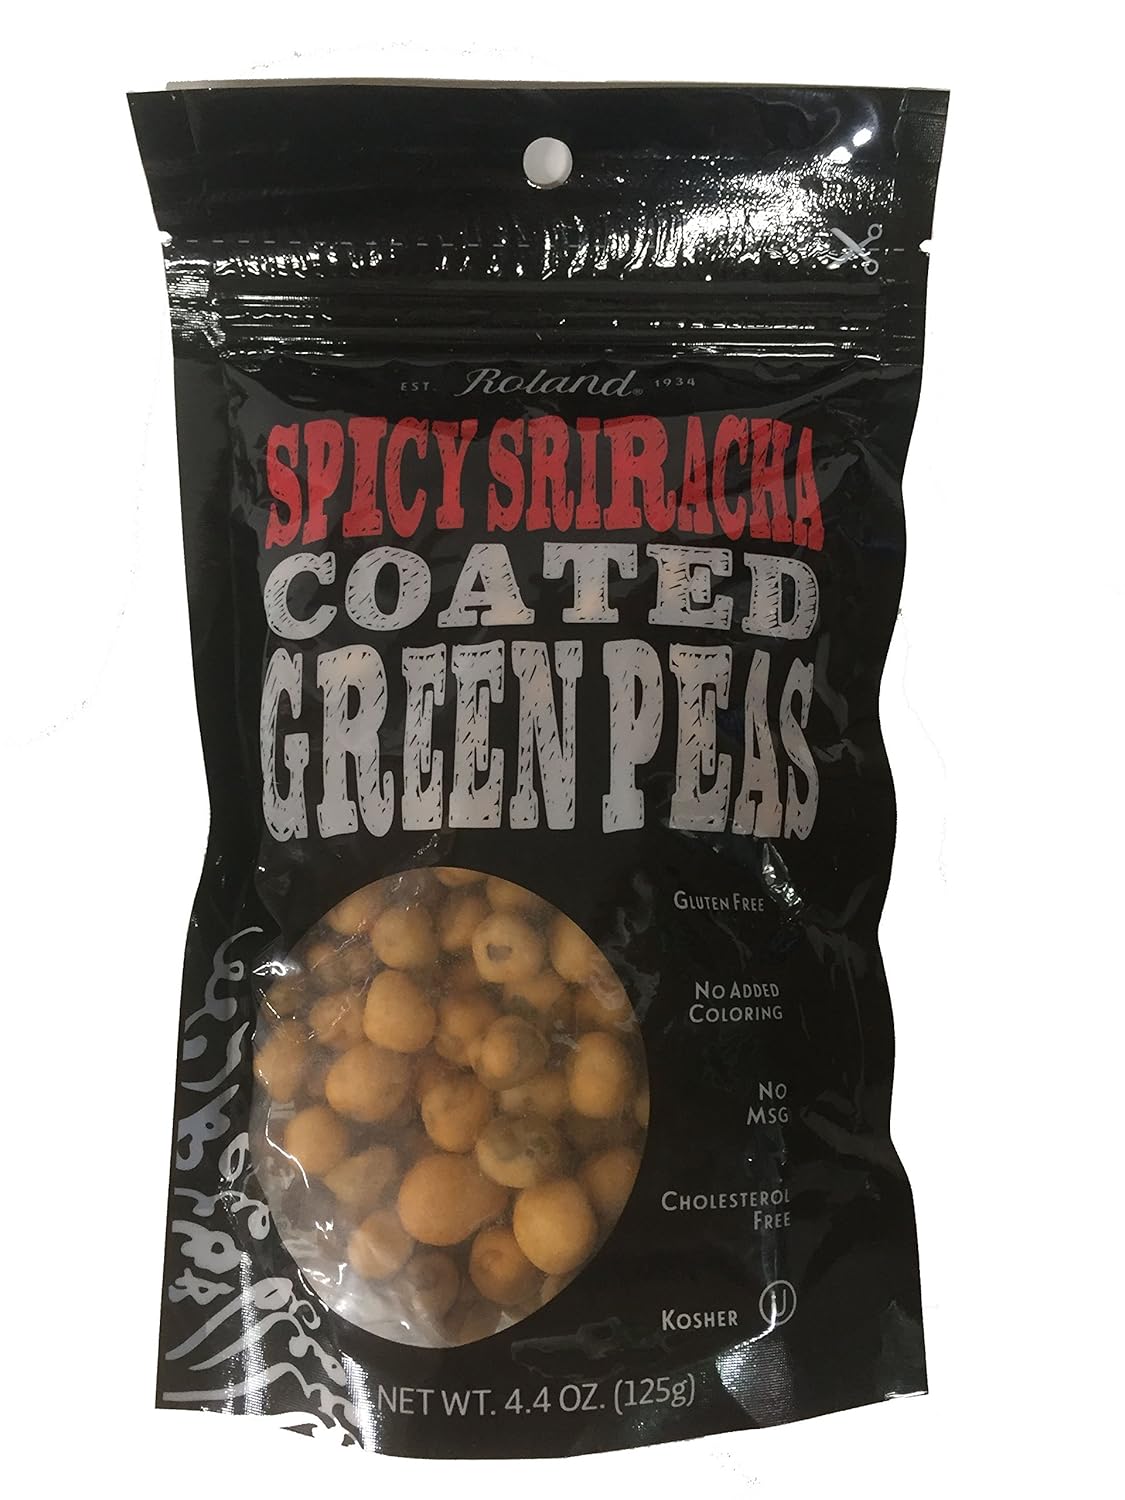 EST. Roland® 1934
SPICY SRIRACHA
COATED
GREEN PEAS
GLUTEN FREE
NO ADDED
COLORING
NO
MSG
CHOLESTEROL
FREE
KOSHER U
NET WT. 4.4 OZ. (125g)